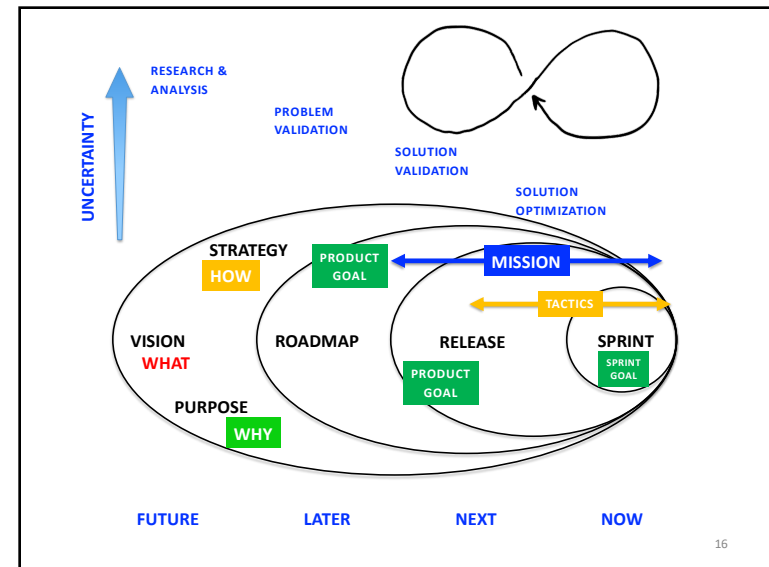 RESEARCH &
ANALYSIS
PROBLEM
VALIDATION
SOLUTION
VALIDATION
SOLUTION
OPTIMIZATION
UNCERTAINTY
STRATEGY
HOW
PRODUCT
GOAL
MISSION
TACTICS
VISION
WHAT
ROADMAP
RELEASE
SPRINT
SPRINT
GOAL
PRODUCT
GOAL
PURPOSE
WHY
FUTURE
LATER
NEXT
NOW
16